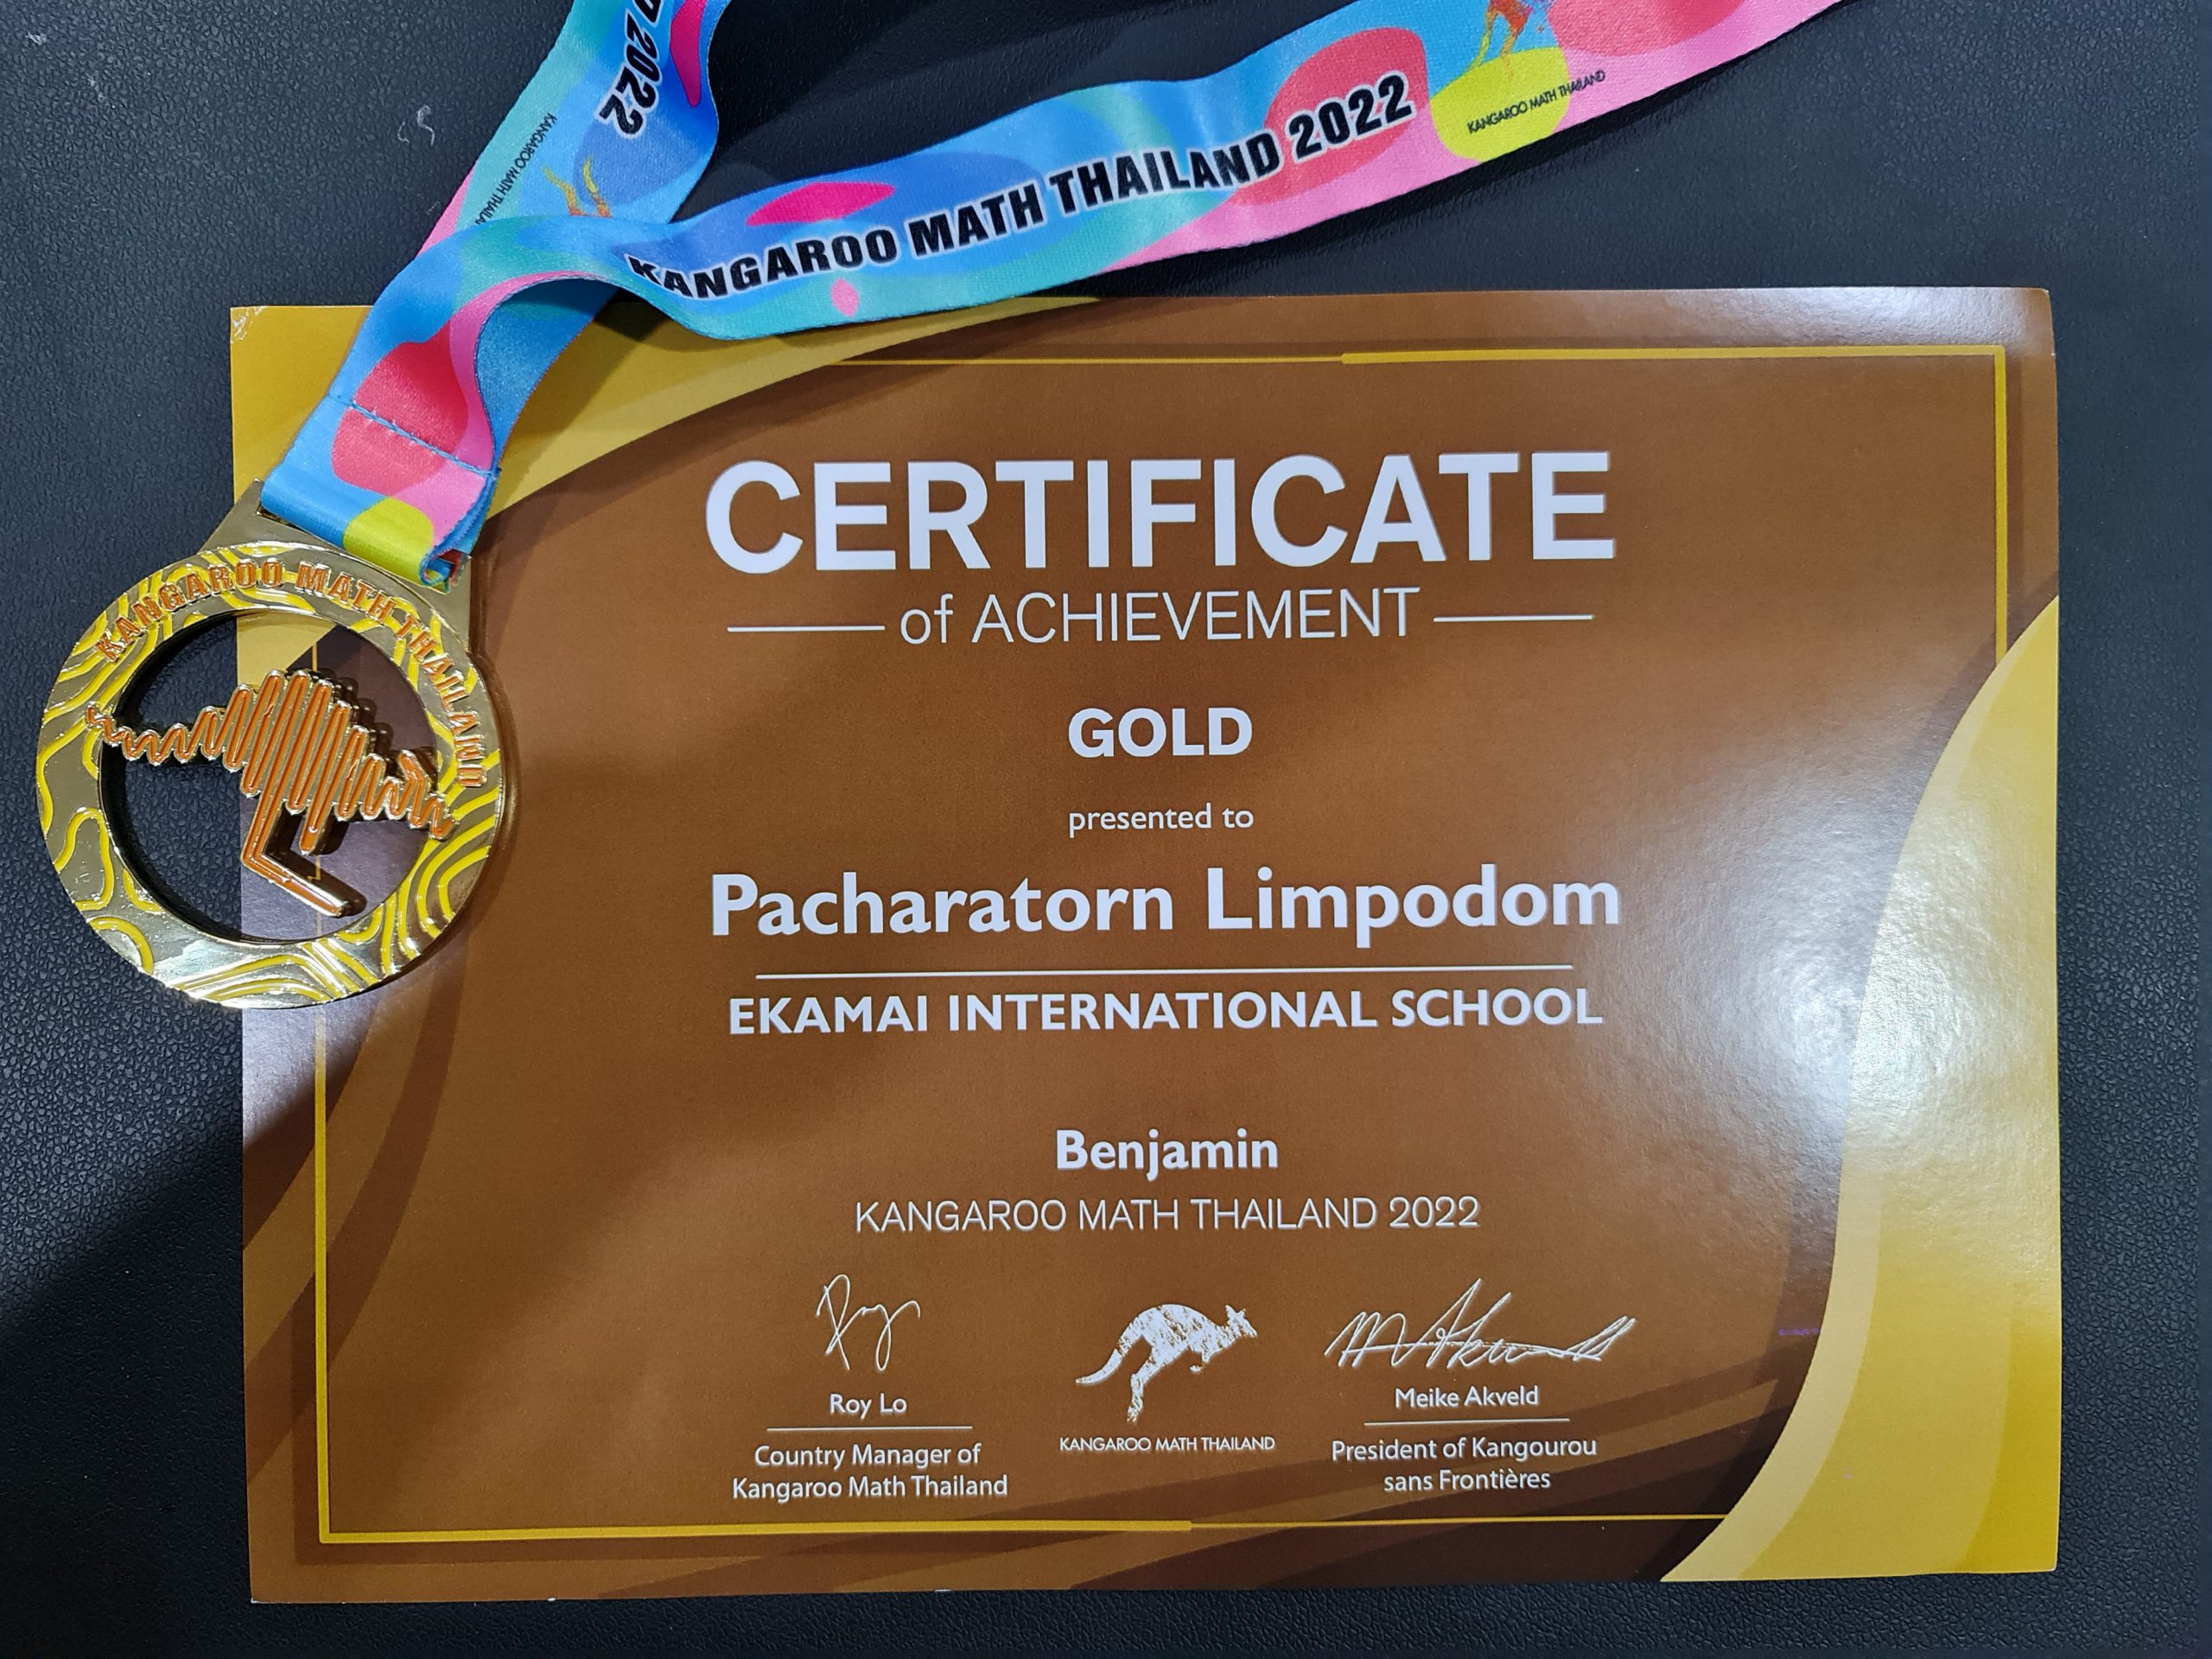 2022
KANGAROO MATH
KANGAROO MATH THAILAND 2022
KANGAROO MATH THAILAND
KANGAROO MATH THAILAND
CERTIFICATE
of ACHIEVEMENT
GOLD
presented to
Pacharatorn Limpodom
EKAMAI INTERNATIONAL SCHOOL
Benjamin
KANGAROO MATH THAILAND 2022
Roy Lo
Country Manager of
Kangaroo Math Thailand
KANGAROO MATH THAILAND
Meike Akveld
President of Kangourou
sans Frontières